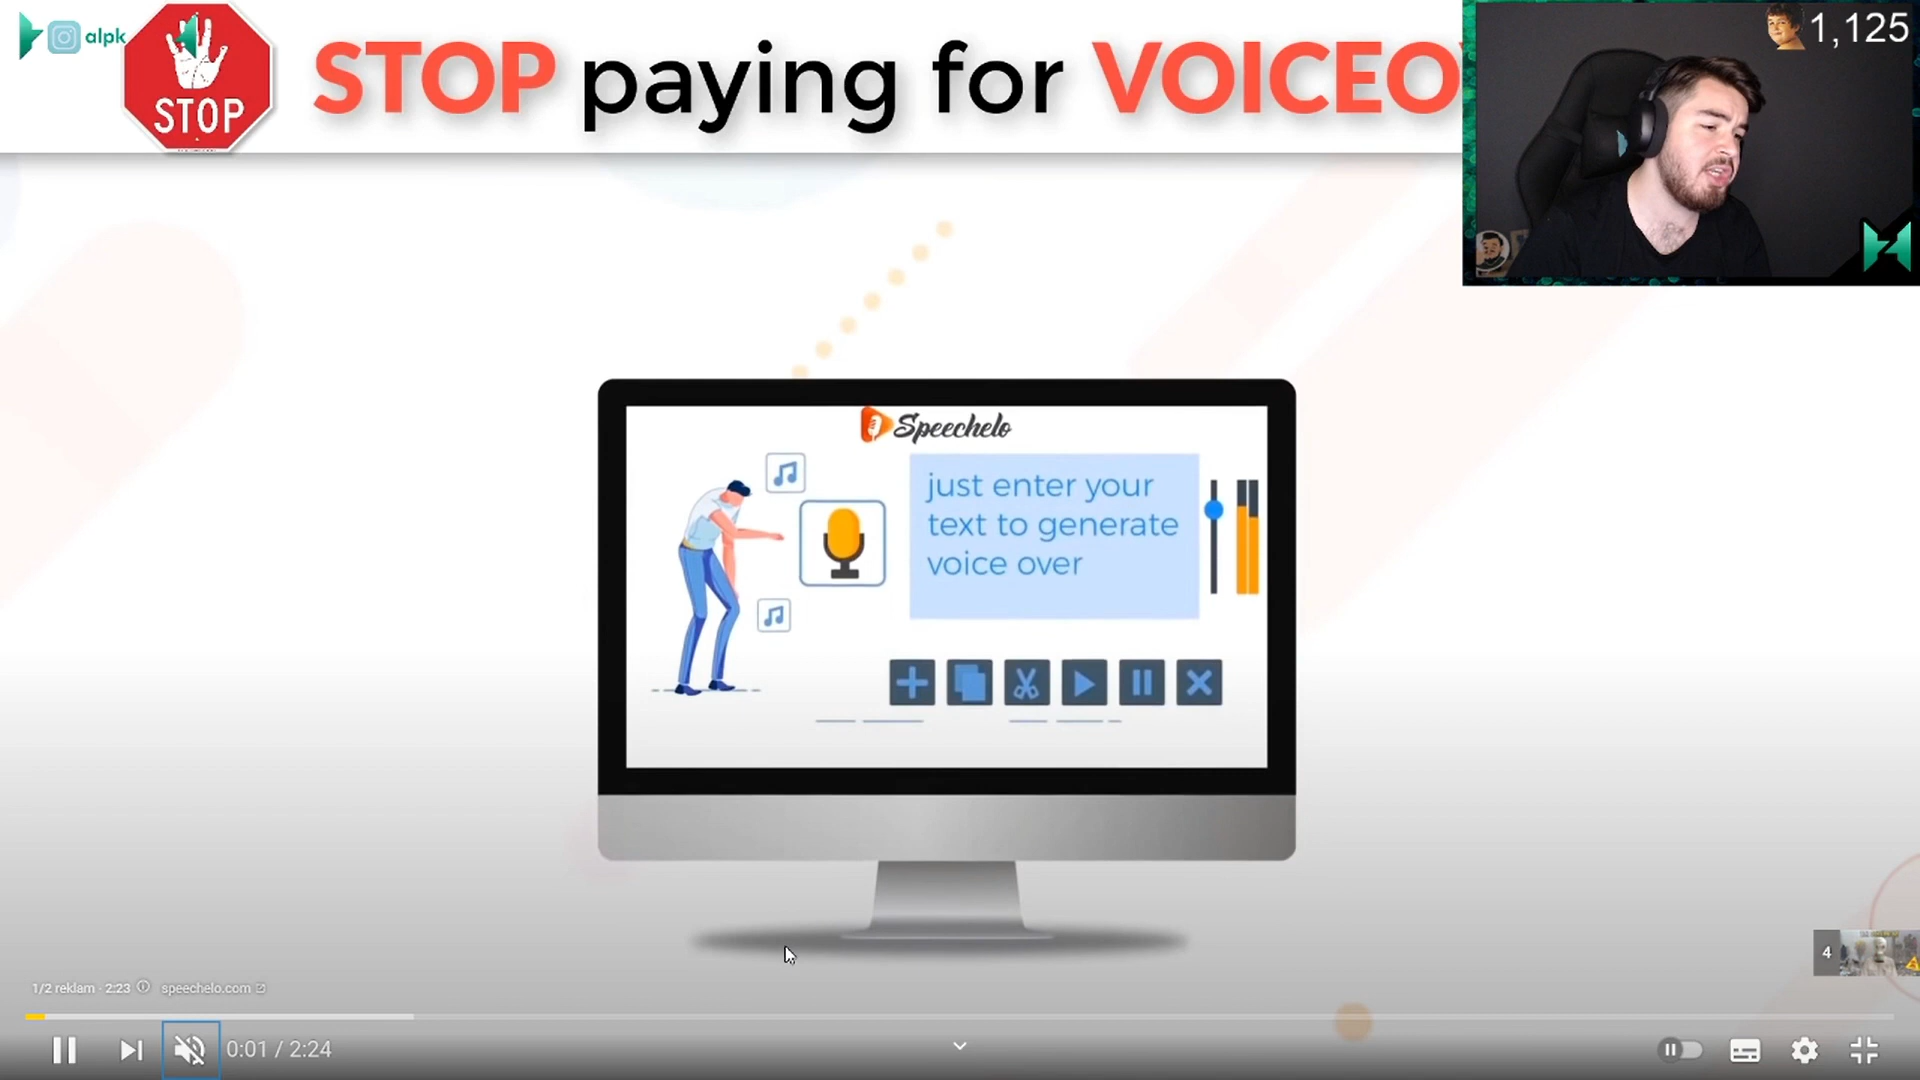 alpk
STOP
STOP paying for VOICEO
1,125
Speechelo
just enter your
text to generate
voice over
4
1/2 reklam · 2:23
speechelo.com
0:01 / 2:24